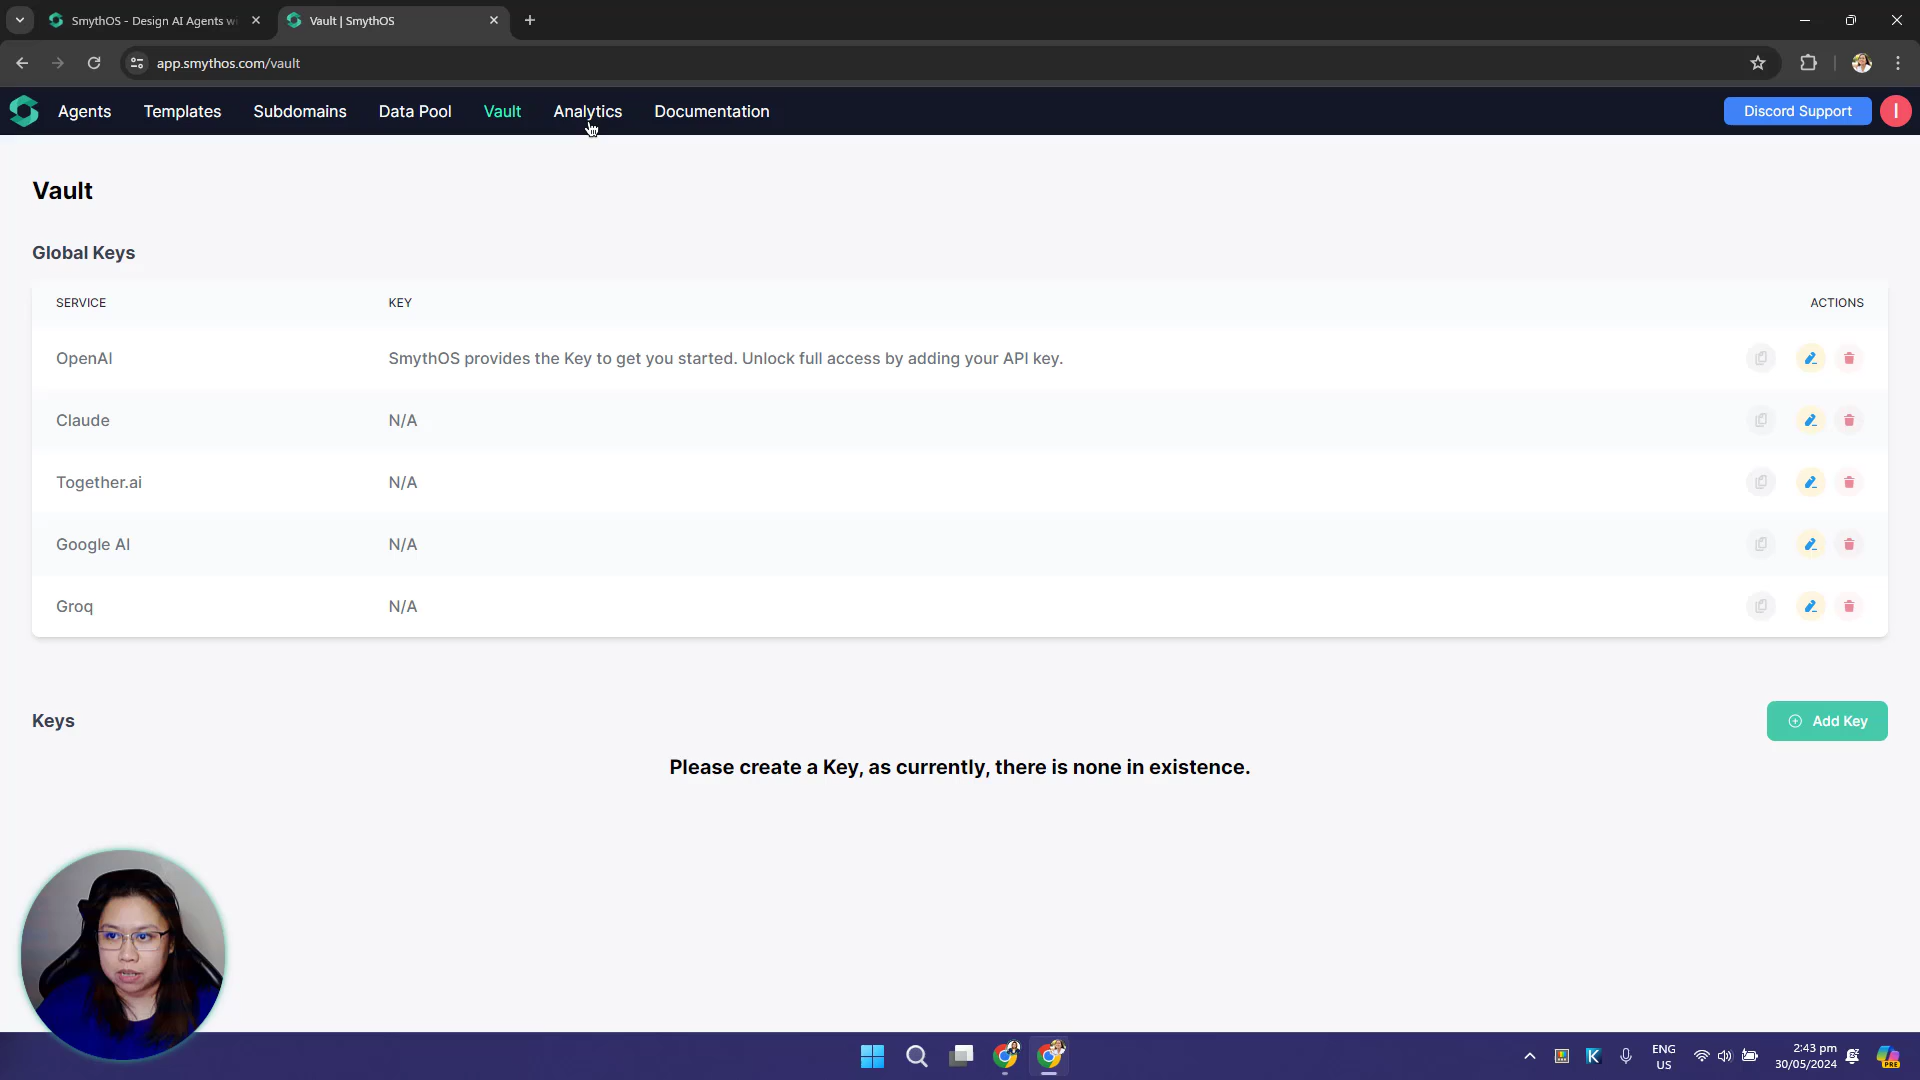 SmythOS - Design AI Agents wi
Vault | SmythOS
app.smythos.com/vault
Agents
Templates
Subdomains
Data Pool
Vault
Analytics
Documentation
Discord Support
I
Vault
Global Keys
SERVICE
KEY
ACTIONS
OpenAI
SmythOS provides the Key to get you started. Unlock full access by adding your API key.
Claude
N/A
Together.ai
N/A
Google AI
N/A
Groq
N/A
Keys
Add Key
Please create a Key, as currently, there is none in existence.
K
ENG
US
2:43 pm
30/05/2024
PRE